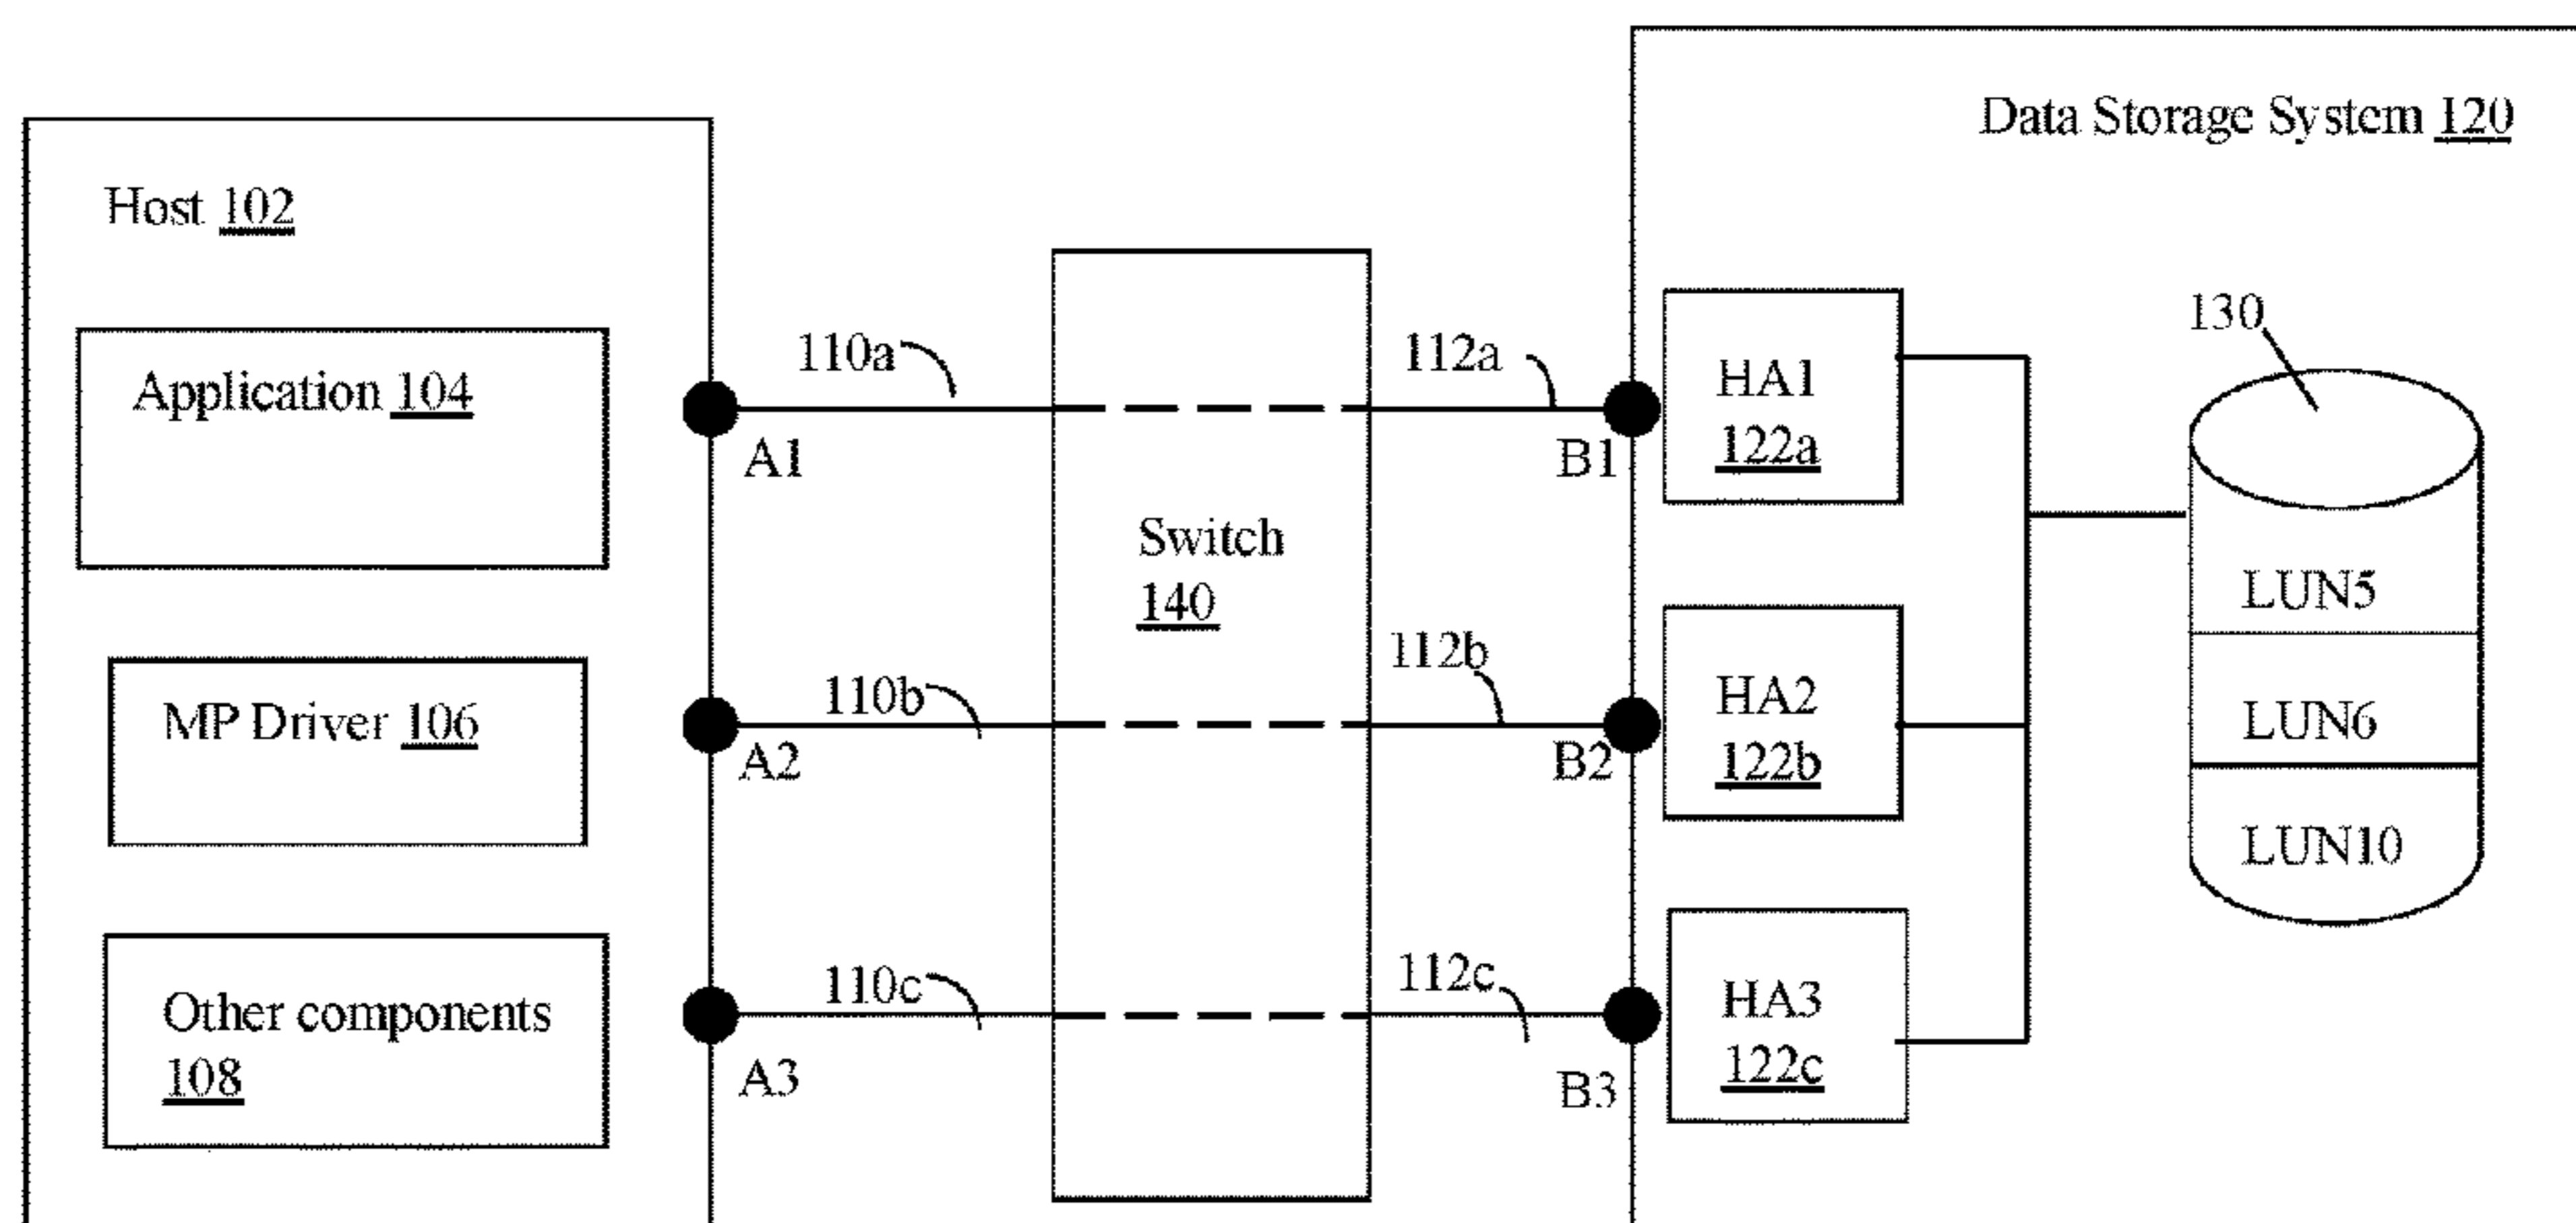 Data Storage System 120
Host 102
Application 104
MP Driver 106
Other components
108
110a
A1
110b
A2
110c
A3
Switch
140
112a
B1
112b
B2
112c
B3
HA1
122a
HA2
122b
HA3
122c
130
LUN5
LUN6
LUN10